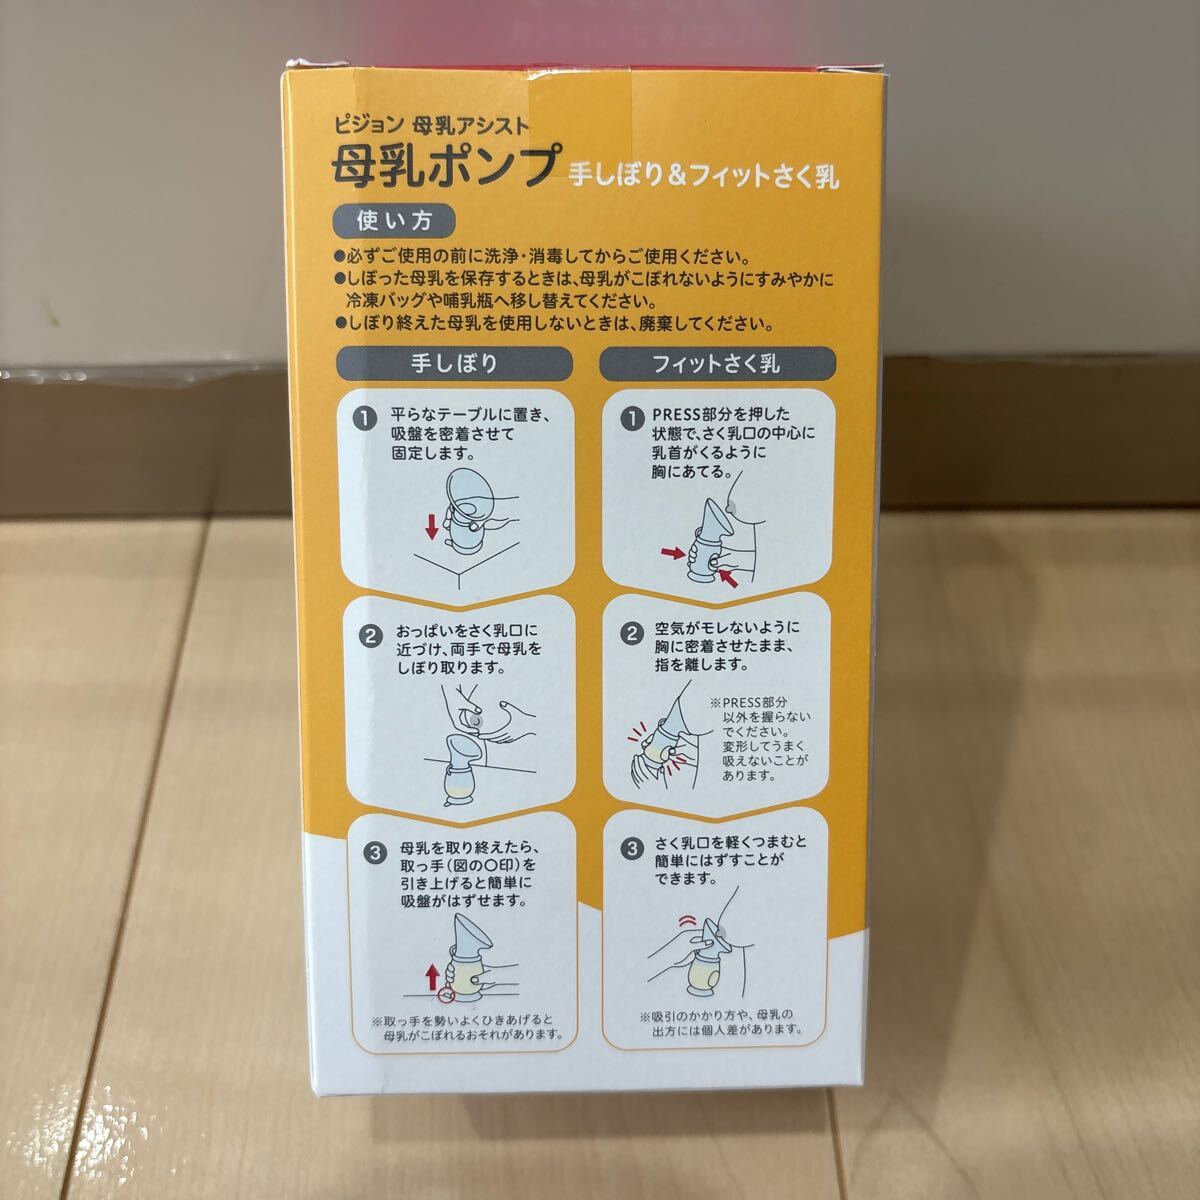 ピジョン 母乳アシスト
母乳ポンプ 手しぼり&フィットさく乳
使い方
●必ずご使用の前に洗浄・消毒してからご使用ください。
●しぼった母乳を保存するときは、母乳がこぼれないようにすみやかに
冷凍バッグや哺乳瓶へ移し替えてください。
●しぼり終えた母乳を使用しないときは、廃棄してください。
手しぼり
1 平らなテーブルに置き、
吸盤を密着させて
固定します。
2 おっぱいをさく乳口に
近づけ、両手で母乳を
しぼり取ります。
3 母乳を取り終えたら、
取っ手(図の〇印)を
引き上げると簡単に
吸盤がはずせます。
※取っ手を勢いよくひきあげると
母乳がこぼれるおそれがあります。
フィットさく乳
1 PRESS部分を押した
状態で、さく乳口の中心に
乳首がくるように
胸にあてる。
2 空気がモレないように
胸に密着させたまま、
指を離します。
※PRESS部分
以外を握らない
でください。
変形してうまく
吸えないことが
あります。
3 さく乳口を軽くつまむと
簡単にはずすことが
できます。
※吸引のかかり方や、母乳の
出方には個人差があります。